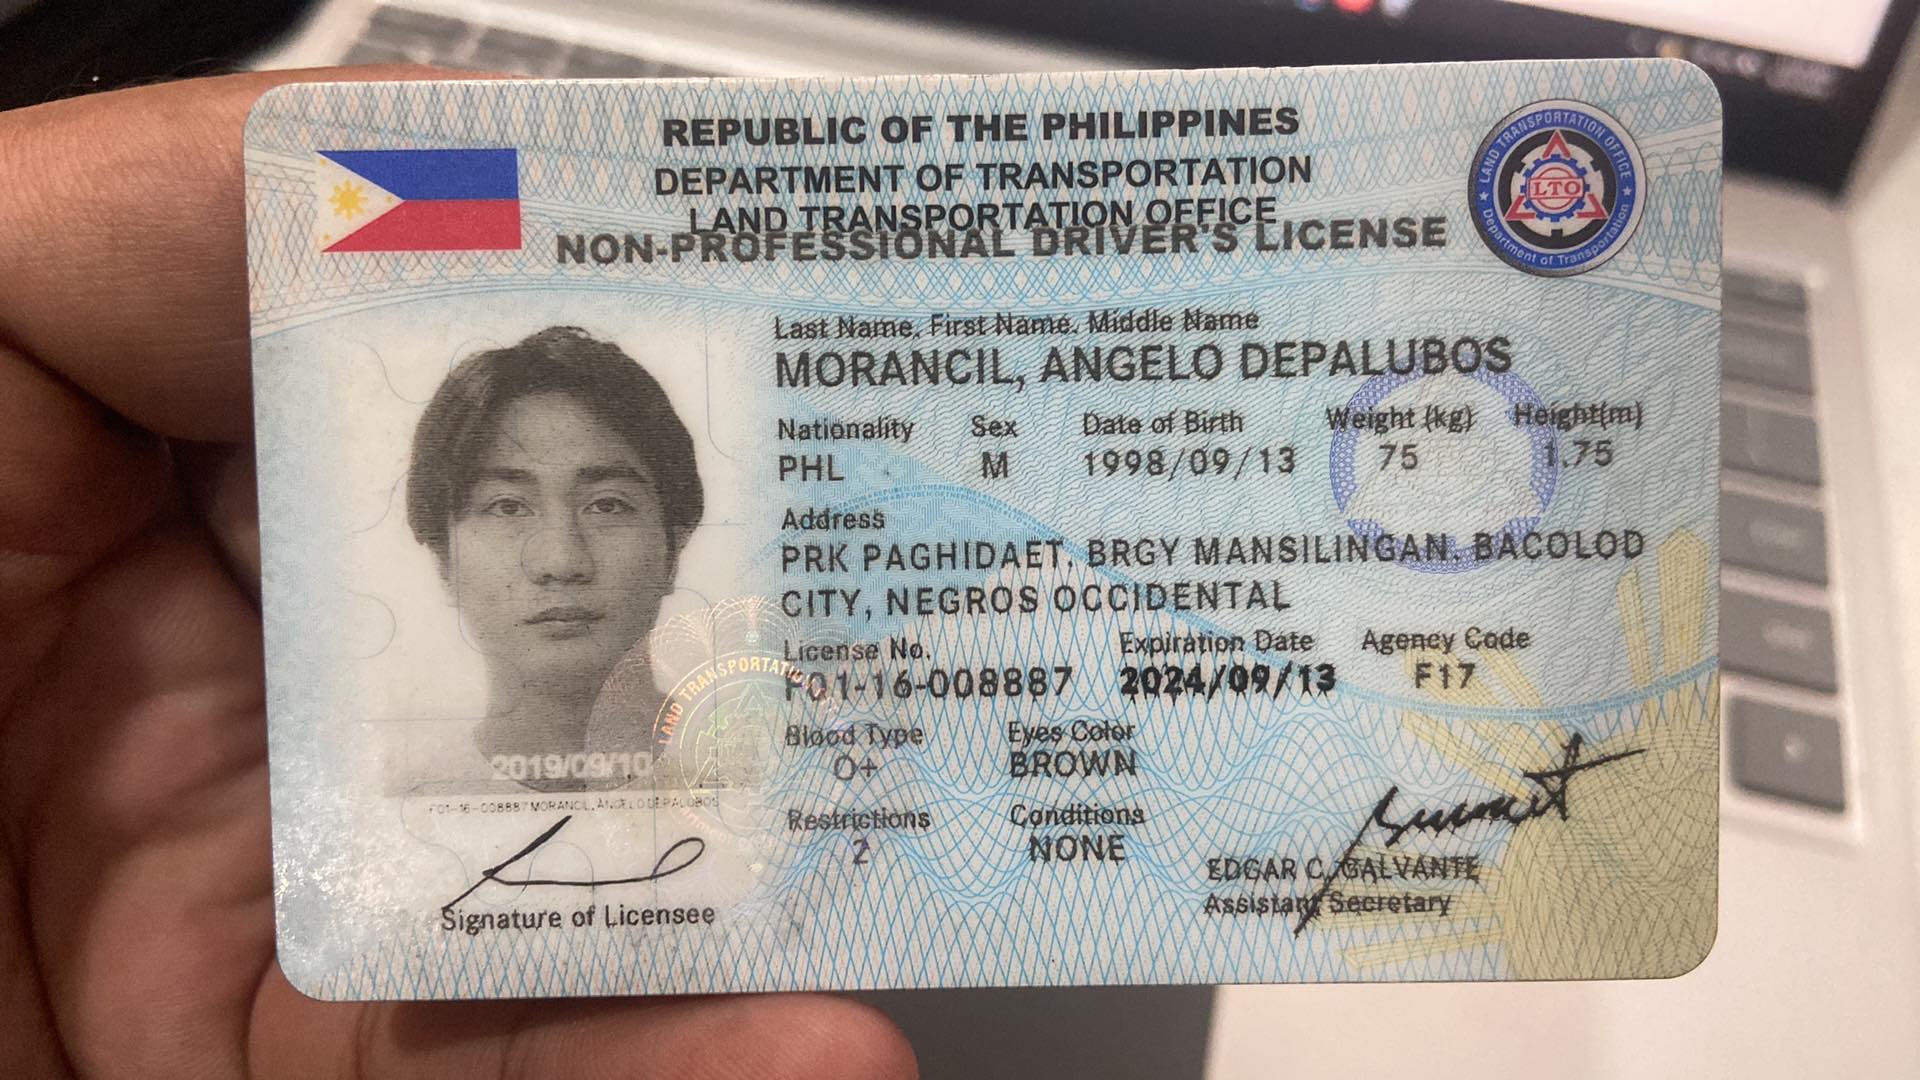 REPUBLIC OF THE PHILIPPINES
DEPARTMENT OF TRANSPORTATION
LAND TRANSPORTATION OFFICE
NON-PROFESSIONAL DRIVER'S LICENSE
LAND TRANSPORTATION OFFICE
LTO
Department of Transportation
Last Name, First Name, Middle Name
MORANCIL, ANGELO DEPALUBOS
Nationality Sex Date of Birth Weight (kg) Height(m)
PHL M 1998/09/13 75 1.75
Address
PRK PAGHIDAET, BRGY MANSILINGAN, BACOLOD
CITY, NEGROS OCCIDENTAL
License No. Expiration Date Agency Code
F01-16-008887 2024/09/13 F17
Blood Type Eyes Color
O+ BROWN
Restrictions Conditions
2 NONE
2019/09/10
F01-16-008887 MORANCIL, ANGELO DEPALUBOS
Signature of Licensee
LAND TRANSPORTATION
EDGAR C. GALVANTE
Assistant Secretary